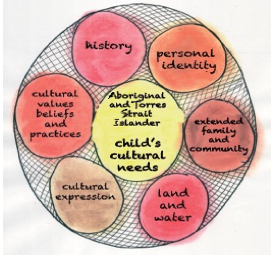 history
personal
identity
cultural
values
beliefs
and
practices
Aboriginal
and Torres
Strait
Islander
child's
cultural
needs
extended
family
and
community
cultural
expression
land
and
water